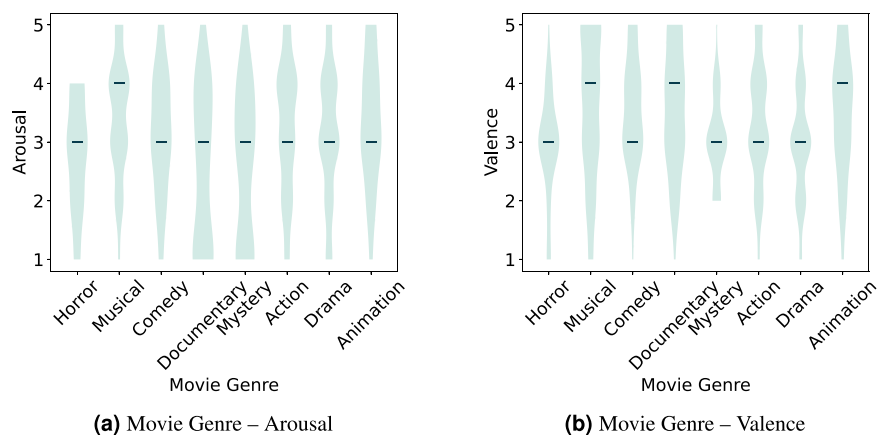 5
4
3
2
1
Arousal
Horror
Musical
Comedy
Documentary
Mystery
Action
Drama
Animation
Movie Genre
(a) Movie Genre – Arousal
5
4
3
2
1
Valence
Horror
Musical
Comedy
Documentary
Mystery
Action
Drama
Animation
Movie Genre
(b) Movie Genre – Valence